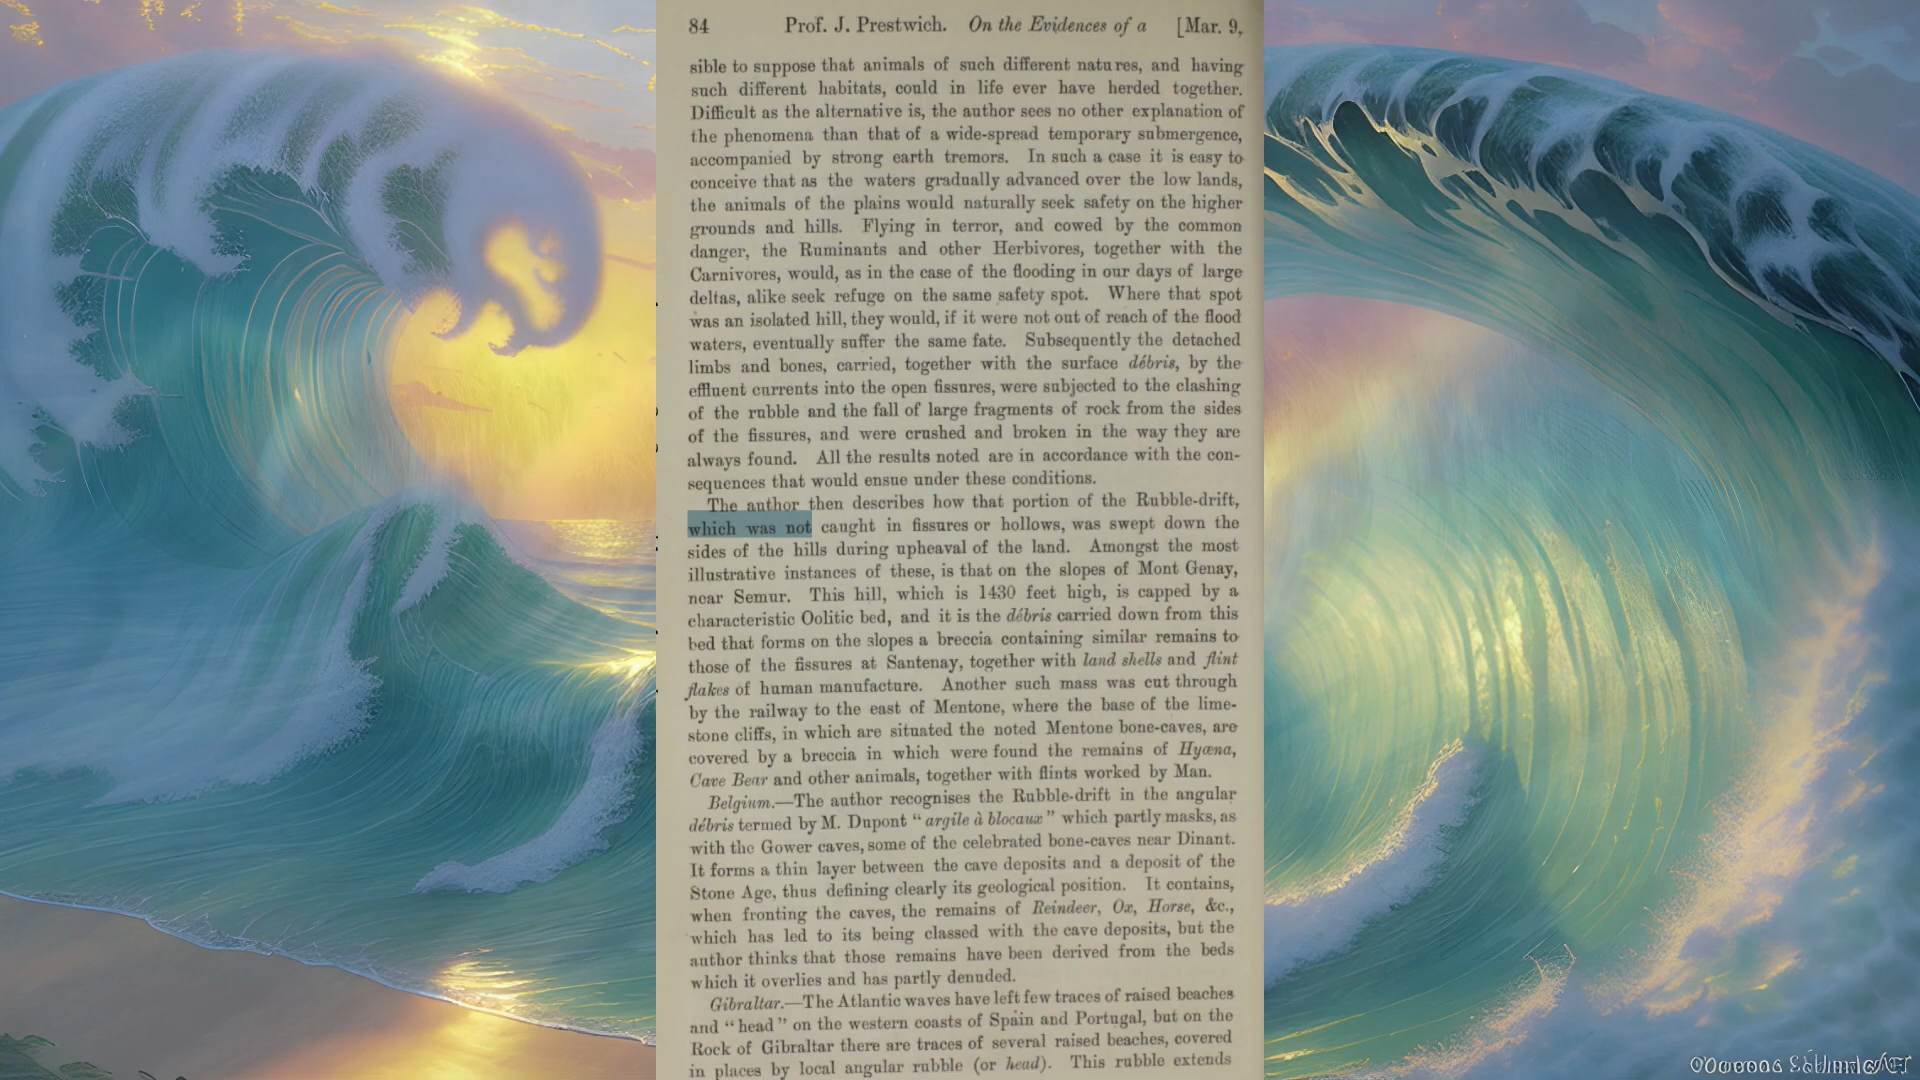 84 Prof. J. Prestwich. On the Evidences of a [Mar. 9,
sible to suppose that animals of such different natures, and having
such different habitats, could in life ever have herded together.
Difficult as the alternative is, the author sees no other explanation of
the phenomena than that of a wide-spread temporary submergence,
accompanied by strong earth tremors. In such a case it is easy to
conceive that as the waters gradually advanced over the low lands,
the animals of the plains would naturally seek safety on the higher
grounds and hills. Flying in terror, and cowed by the common
danger, the Ruminants and other Herbivores, together with the
Carnivores, would, as in the case of the flooding in our days of large
deltas, alike seek refuge on the same safety spot. Where that spot
was an isolated hill, they would, if it were not out of reach of the flood
waters, eventually suffer the same fate. Subsequently the detached
limbs and bones, carried, together with the surface débris, by the
effluent currents into the open fissures, were subjected to the clashing
of the rubble and the fall of large fragments of rock from the sides
of the fissures, and were crushed and broken in the way they are
always found. All the results noted are in accordance with the con-
sequences that would ensue under these conditions.
The author then describes how that portion of the Rubble-drift,
which was not caught in fissures or hollows, was swept down the
sides of the hills during upheaval of the land. Amongst the most
illustrative instances of these, is that on the slopes of Mont Genay,
near Semur. This hill, which is 1430 feet high, is capped by a
characteristic Oolitic bed, and it is the débris carried down from this
bed that forms on the slopes a breccia containing similar remains to
those of the fissures at Santenay, together with land shells and flint
flakes of human manufacture. Another such mass was cut through
by the railway to the east of Mentone, where the base of the lime-
stone cliffs, in which are situated the noted Mentone bone-caves, are
covered by a breccia in which were found the remains of Hyæna,
Cave Bear and other animals, together with flints worked by Man.
Belgium.—The author recognises the Rubble-drift in the angular
débris termed by M. Dupont "argile à blocaux" which partly masks, as
with the Gower caves, some of the celebrated bone-caves near Dinant.
It forms a thin layer between the cave deposits and a deposit of the
Stone Age, thus defining clearly its geological position. It contains,
when fronting the caves, the remains of Reindeer, Ox, Horse, &c.,
which has led to its being classed with the cave deposits, but the
author thinks that those remains have been derived from the beds
which it overlies and has partly denuded.
Gibraltar.—The Atlantic waves have left few traces of raised beaches
and "head" on the western coasts of Spain and Portugal, but on the
Rock of Gibraltar there are traces of several raised beaches, covered
in places by local angular rubble (or head). This rubble extends